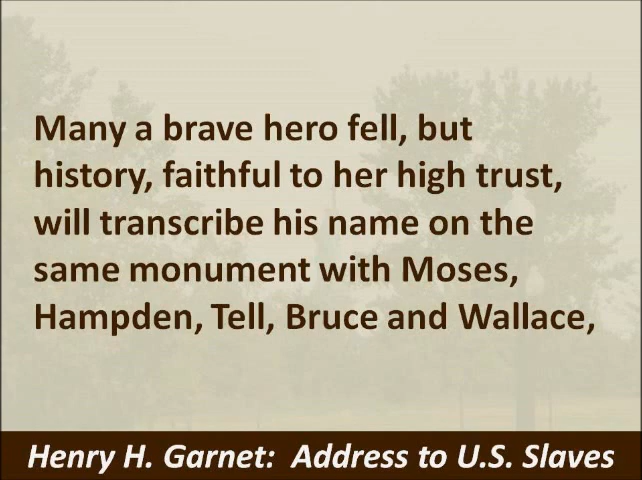 Many a brave hero fell, but
history, faithful to her high trust,
will transcribe his name on the
same monument with Moses,
Hampden, Tell, Bruce and Wallace,
Henry H. Garnet:  Address to U.S. Slaves